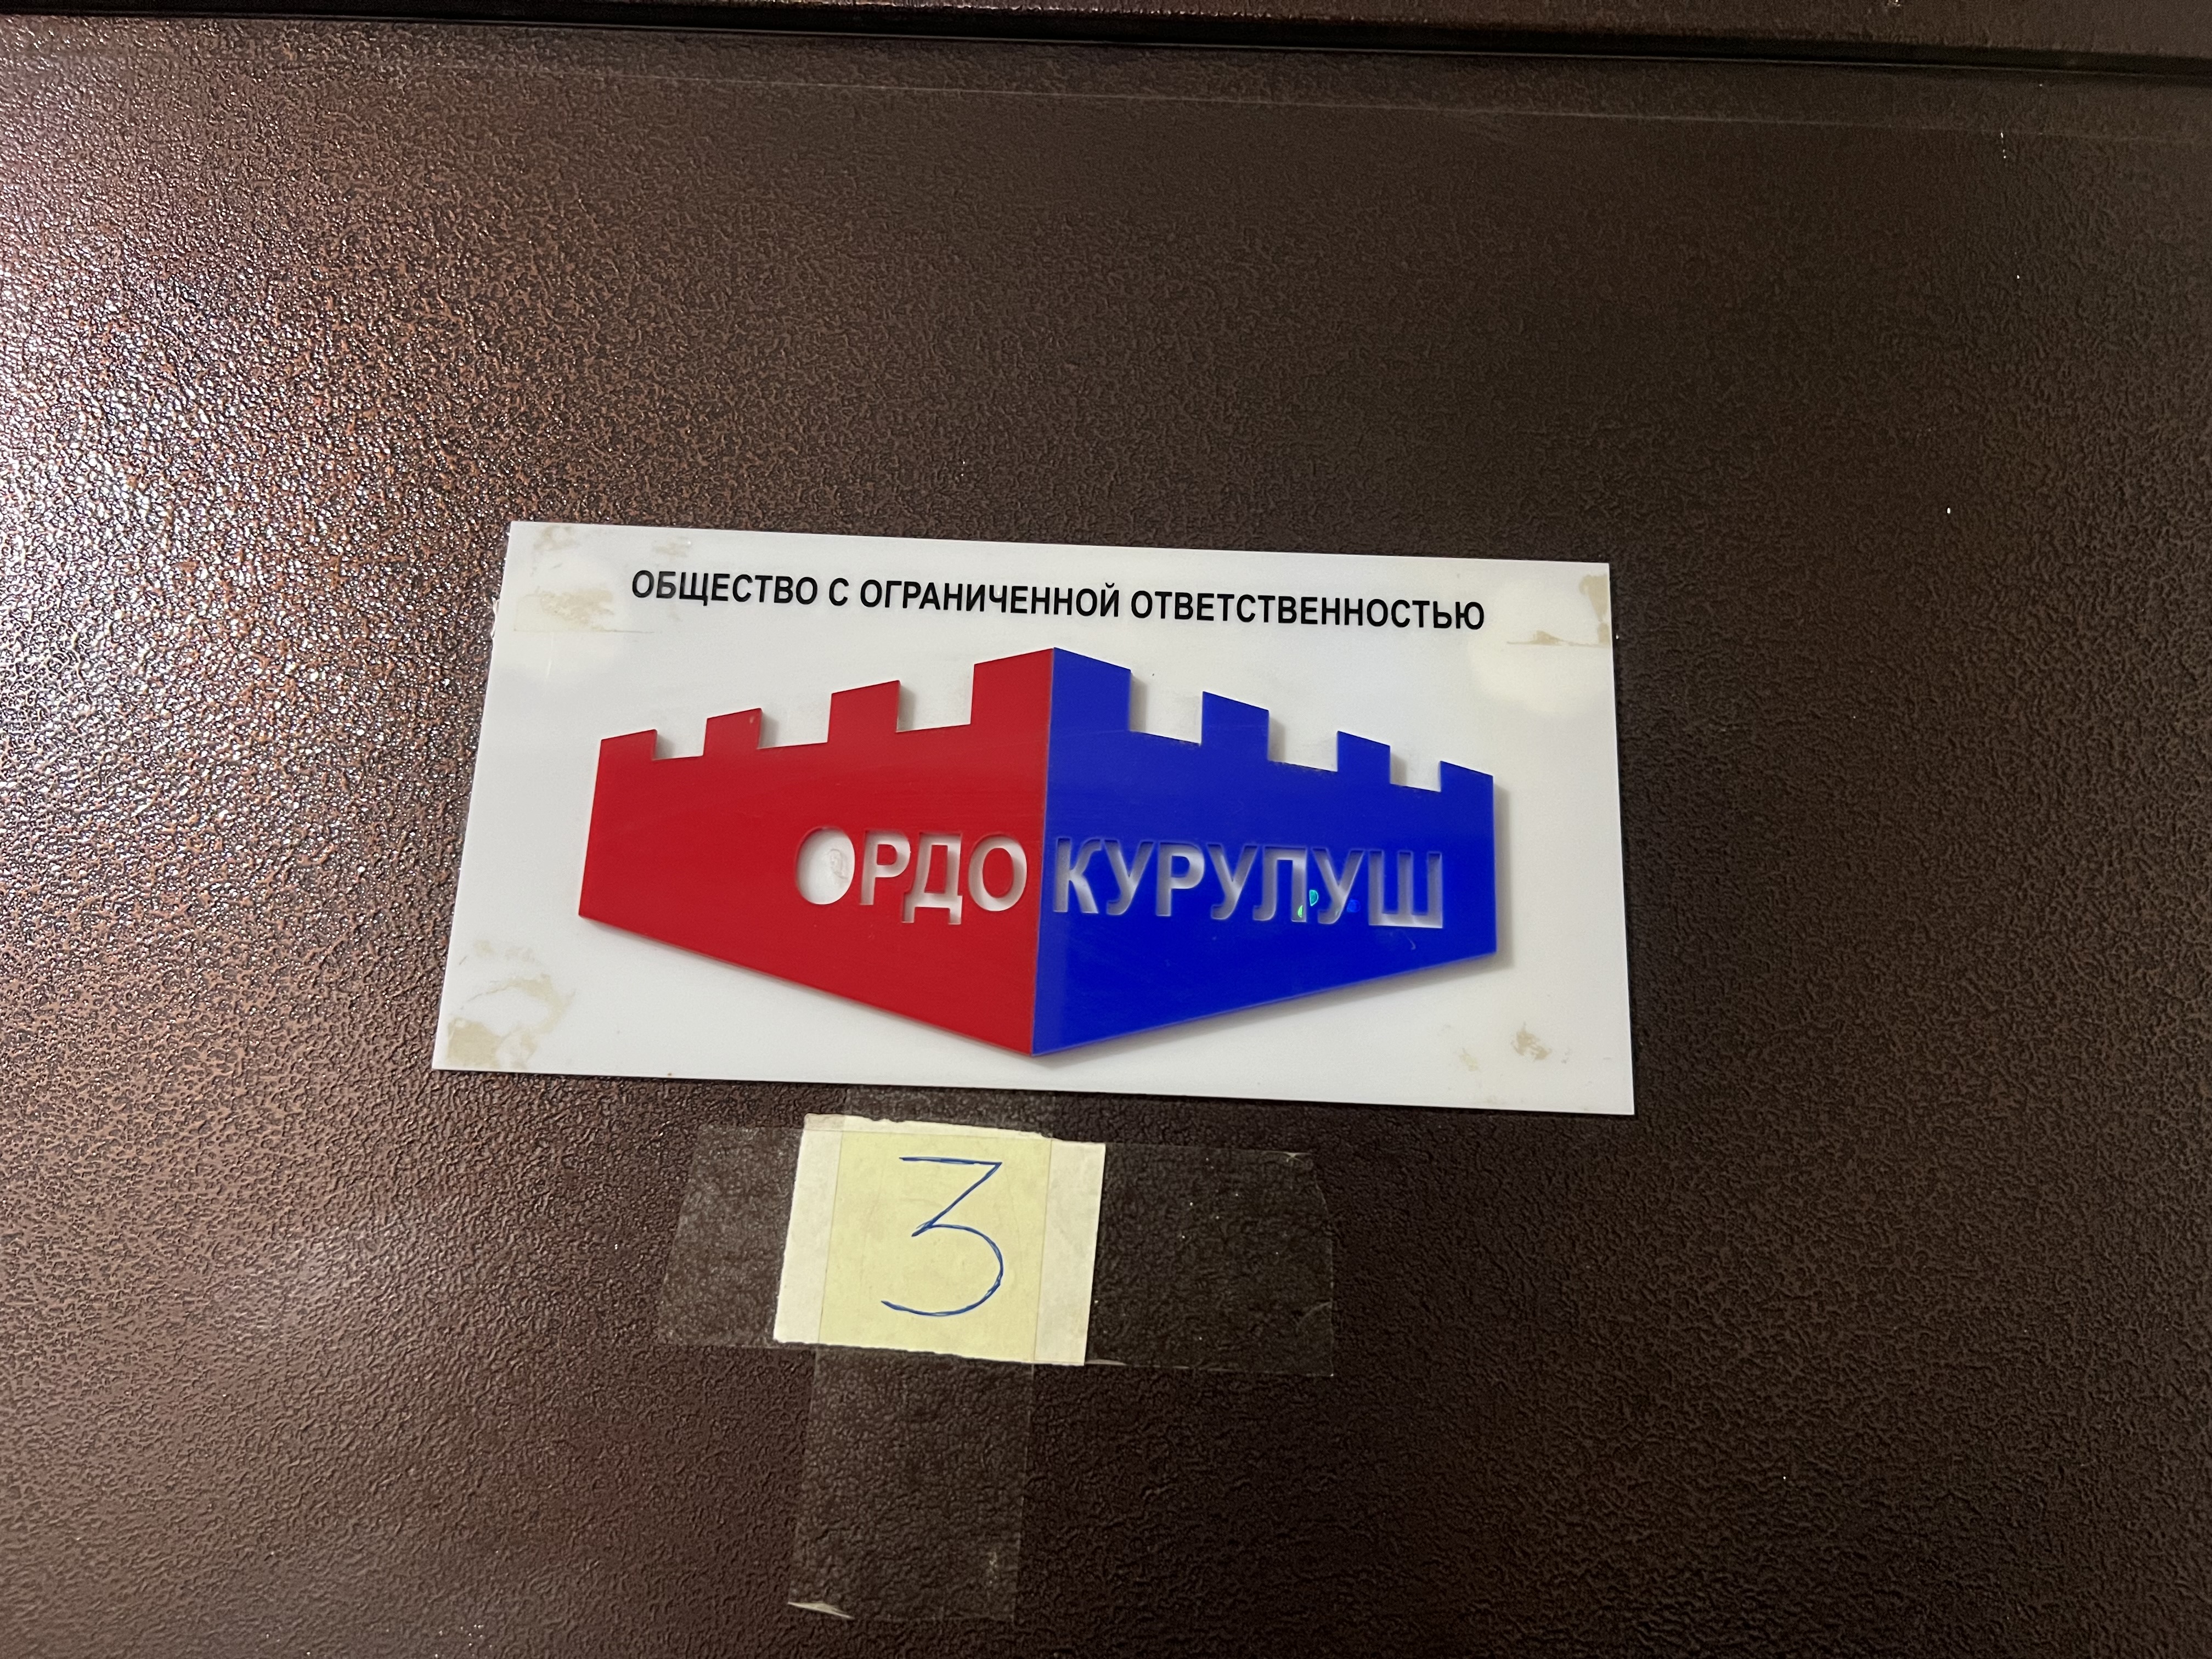 ОБЩЕСТВО С ОГРАНИЧЕННОЙ ОТВЕТСТВЕННОСТЬЮ
ОРДО КУРУЛУШ
3